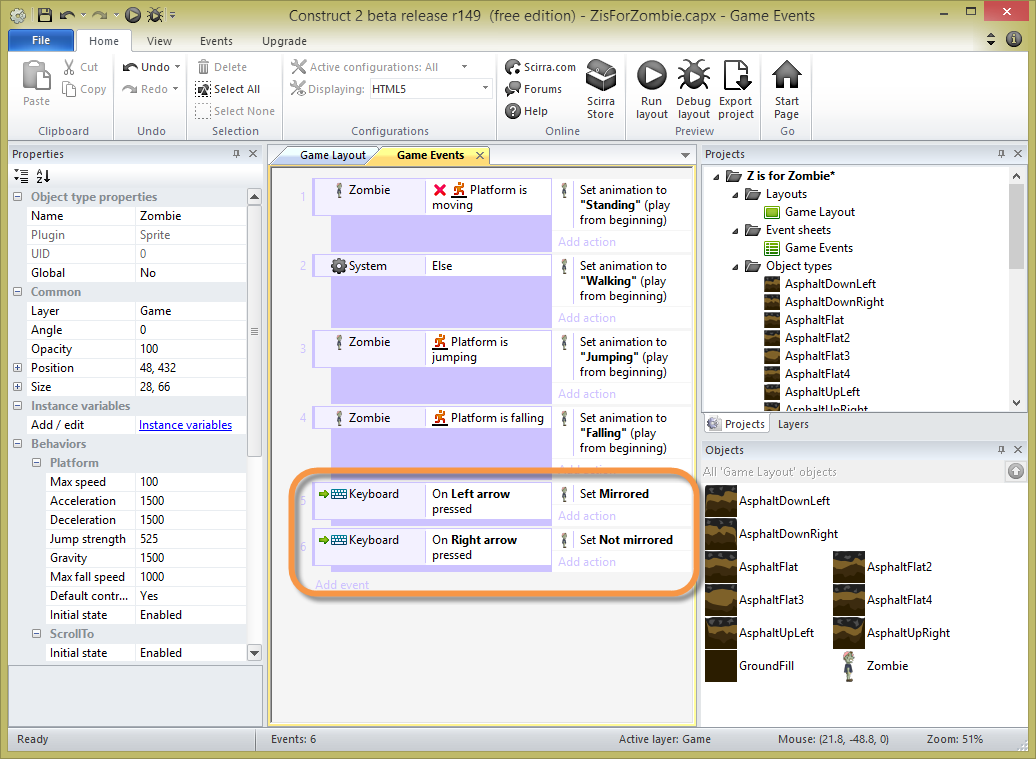 Construct 2 beta release r149 (free edition) - ZisForZombie.capx - Game Events
File
Home
View
Events
Upgrade
Paste
Cut
Copy
Clipboard
Undo
Redo
Undo
Delete
Select All
Select None
Selection
Active configurations: All
Displaying: HTML5
Configurations
Scirra.com
Forums
Help
Scirra
Store
Online
Run
layout
Debug
layout
Export
project
Preview
Start
Page
Go
Properties
Object type properties
Name Zombie
Plugin Sprite
UID 0
Global No
Common
Layer Game
Angle 0
Opacity 100
Position 48, 432
Size 28, 66
Instance variables
Add / edit Instance variables
Behaviors
Platform
Max speed 100
Acceleration 1500
Deceleration 1500
Jump strength 525
Gravity 1500
Max fall speed 1000
Default contr... Yes
Initial state Enabled
ScrollTo
Initial state Enabled
Game Layout
Game Events
1
Zombie
Platform is
moving
Set animation to
"Standing" (play
from beginning)
Add action
2
System
Else
Set animation to
"Walking" (play
from beginning)
Add action
3
Zombie
Platform is
jumping
Set animation to
"Jumping" (play
from beginning)
Add action
4
Zombie
Platform is falling
Set animation to
"Falling" (play
from beginning)
Add action
5
Keyboard
On Left arrow
pressed
Set Mirrored
Add action
6
Keyboard
On Right arrow
pressed
Set Not mirrored
Add action
Add event
Projects
Z is for Zombie*
Layouts
Game Layout
Event sheets
Game Events
Object types
AsphaltDownLeft
AsphaltDownRight
AsphaltFlat
AsphaltFlat2
AsphaltFlat3
AsphaltFlat4
AsphaltUpLeft
AsphaltUpRight
Projects
Layers
Objects
All 'Game Layout' objects
AsphaltDownLeft
AsphaltDownRight
AsphaltFlat
AsphaltFlat2
AsphaltFlat3
AsphaltFlat4
AsphaltUpLeft
AsphaltUpRight
GroundFill
Zombie
Ready
Events: 6
Active layer: Game
Mouse: (21.8, -48.8, 0)
Zoom: 51%